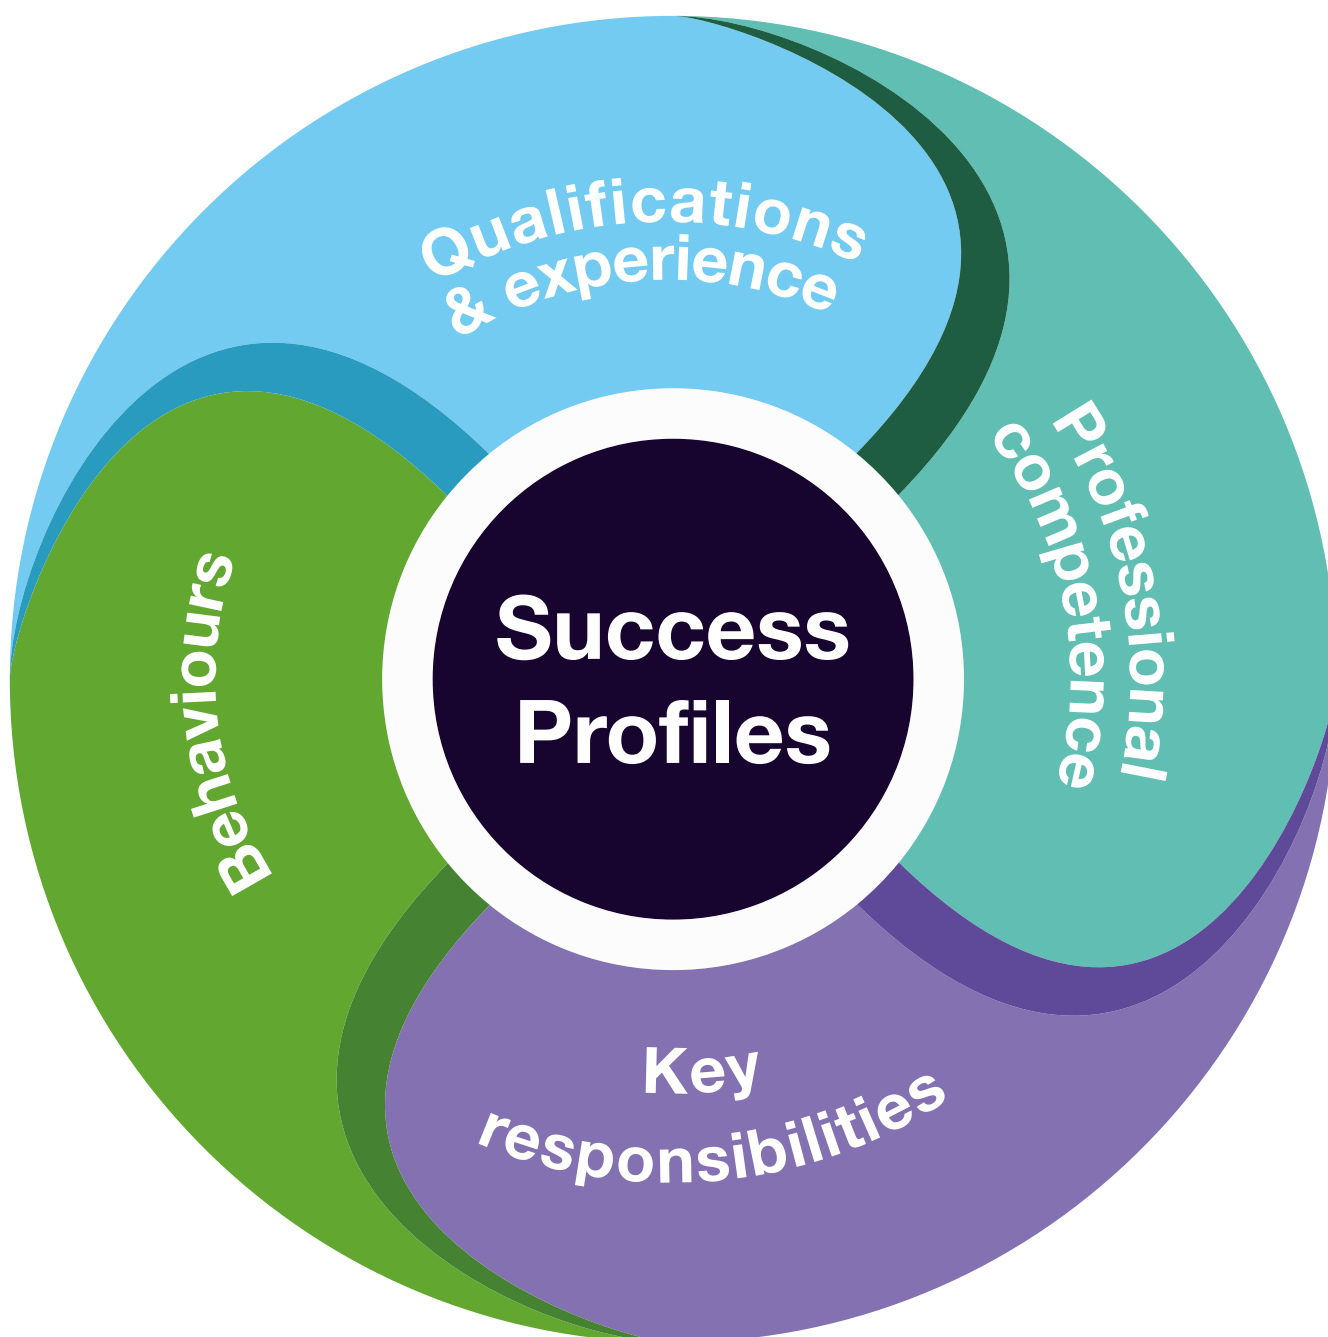 Qualifications
& experience
Professional
competence
Success
Profiles
Behaviours
Key
responsibilities